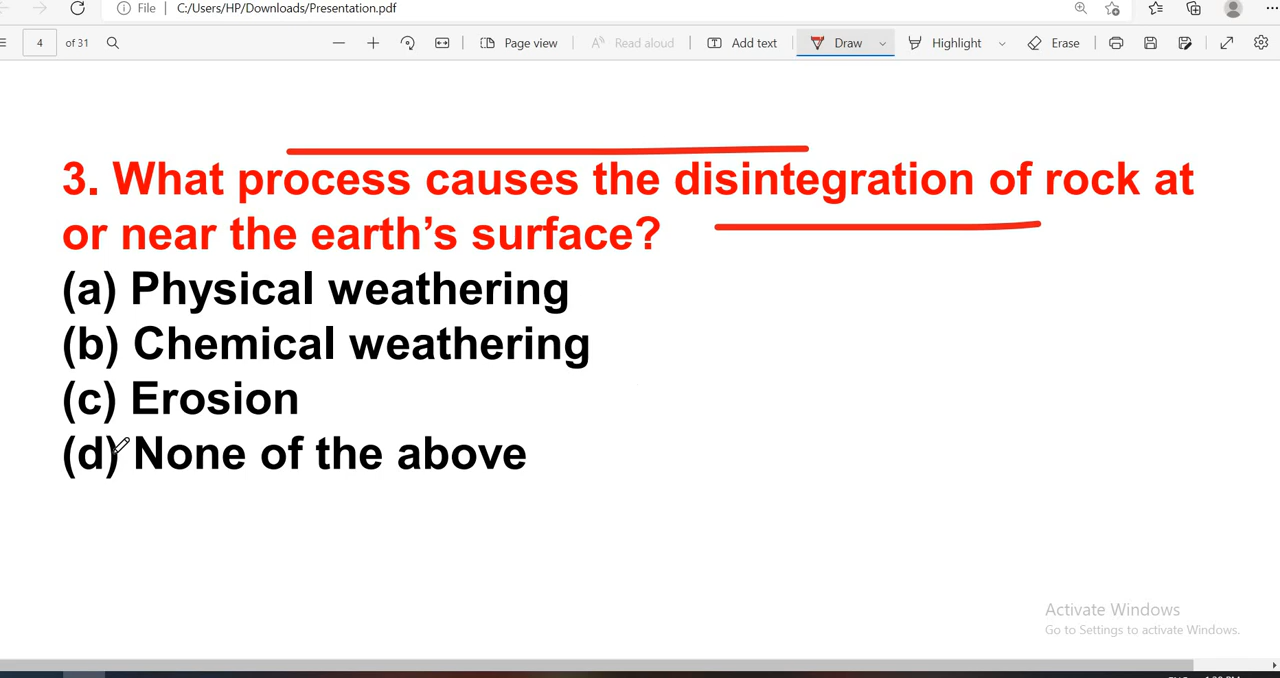 File C:/Users/HP/Downloads/Presentation.pdf
4 of 31 Page view Read aloud Add text Draw Highlight Erase
3. What process causes the disintegration of rock at
or near the earth’s surface?
(a) Physical weathering
(b) Chemical weathering
(c) Erosion
(d) None of the above
Activate Windows
Go to Settings to activate Windows.